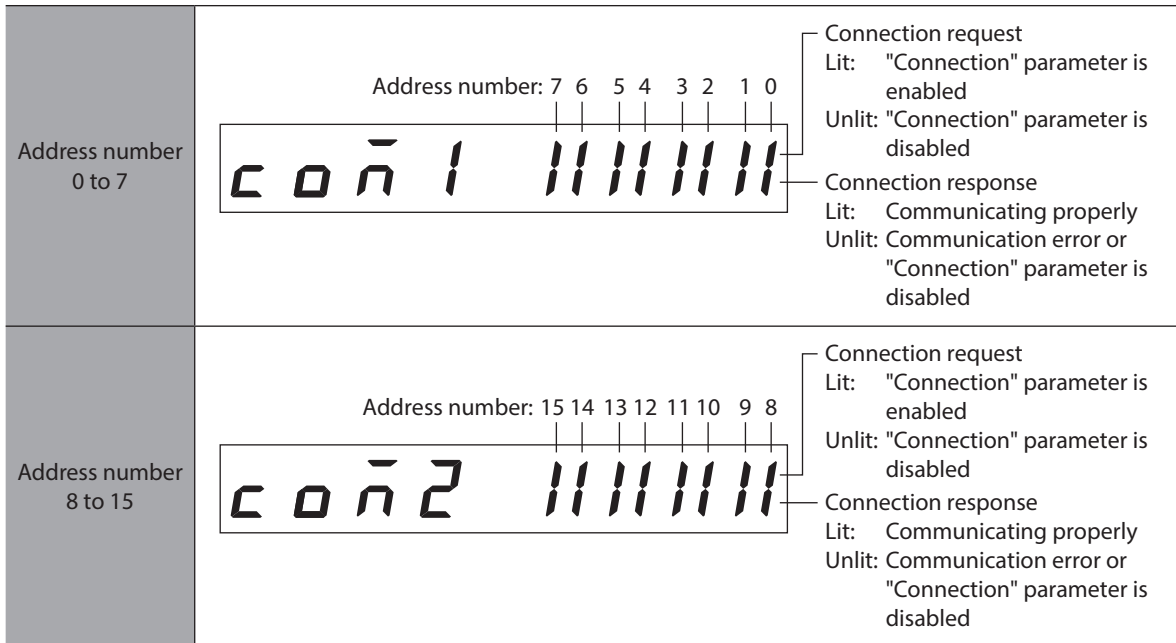 Address number
0 to 7
Address number: 7 6 5 4 3 2 1 0
com 1
Connection request
Lit: "Connection" parameter is
enabled
Unlit: "Connection" parameter is
disabled
Connection response
Lit: Communicating properly
Unlit: Communication error or
"Connection" parameter is
disabled
Address number
8 to 15
Address number: 15 14 13 12 11 10 9 8
com 2
Connection request
Lit: "Connection" parameter is
enabled
Unlit: "Connection" parameter is
disabled
Connection response
Lit: Communicating properly
Unlit: Communication error or
"Connection" parameter is
disabled